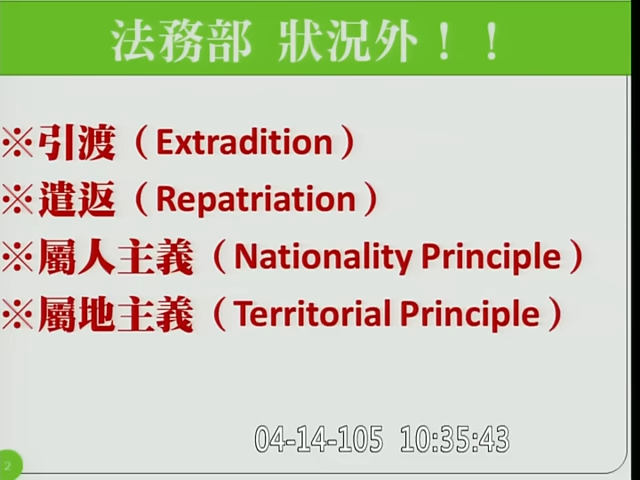 法務部 狀況外！！
※引渡（Extradition）
※遣返（Repatriation）
※屬人主義（Nationality Principle）
※屬地主義（Territorial Principle）
04-14-105 10:35:43
2